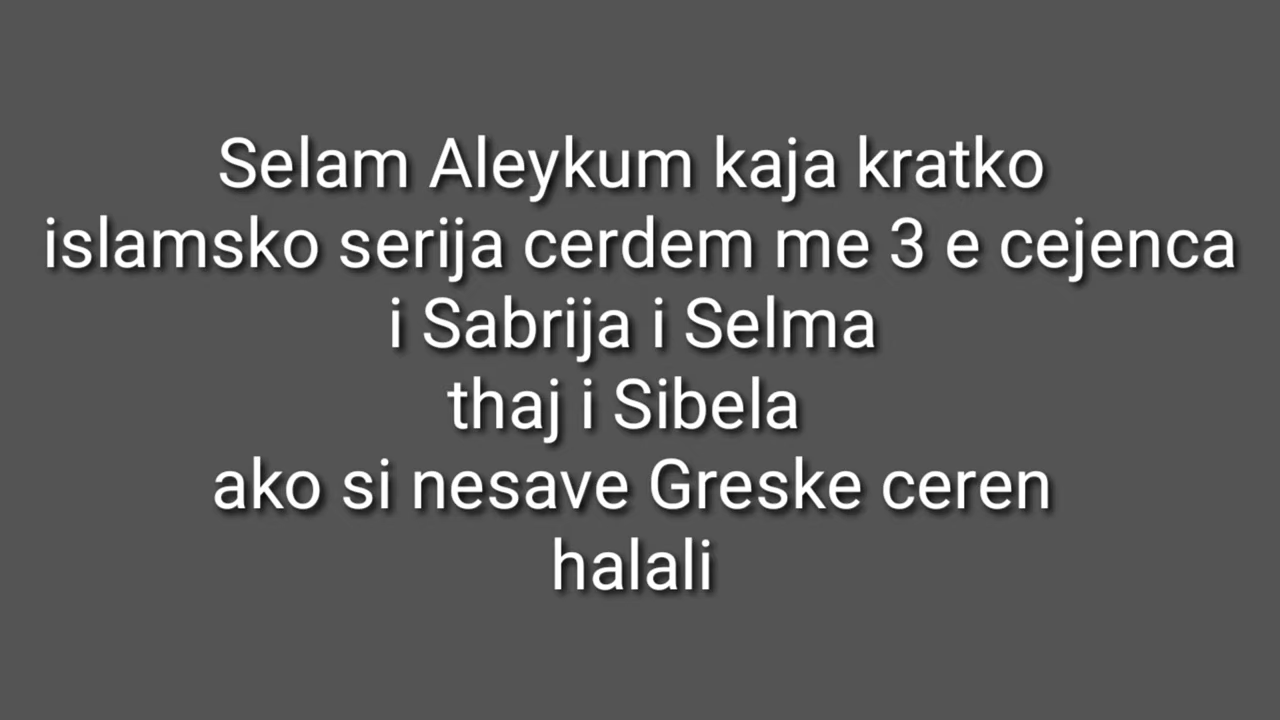 Selam Aleykum kaja kratko
islamsko serija cerdem me 3 e cejenca
i Sabrija i Selma
thaj i Sibela
ako si nesave Greske ceren
halali